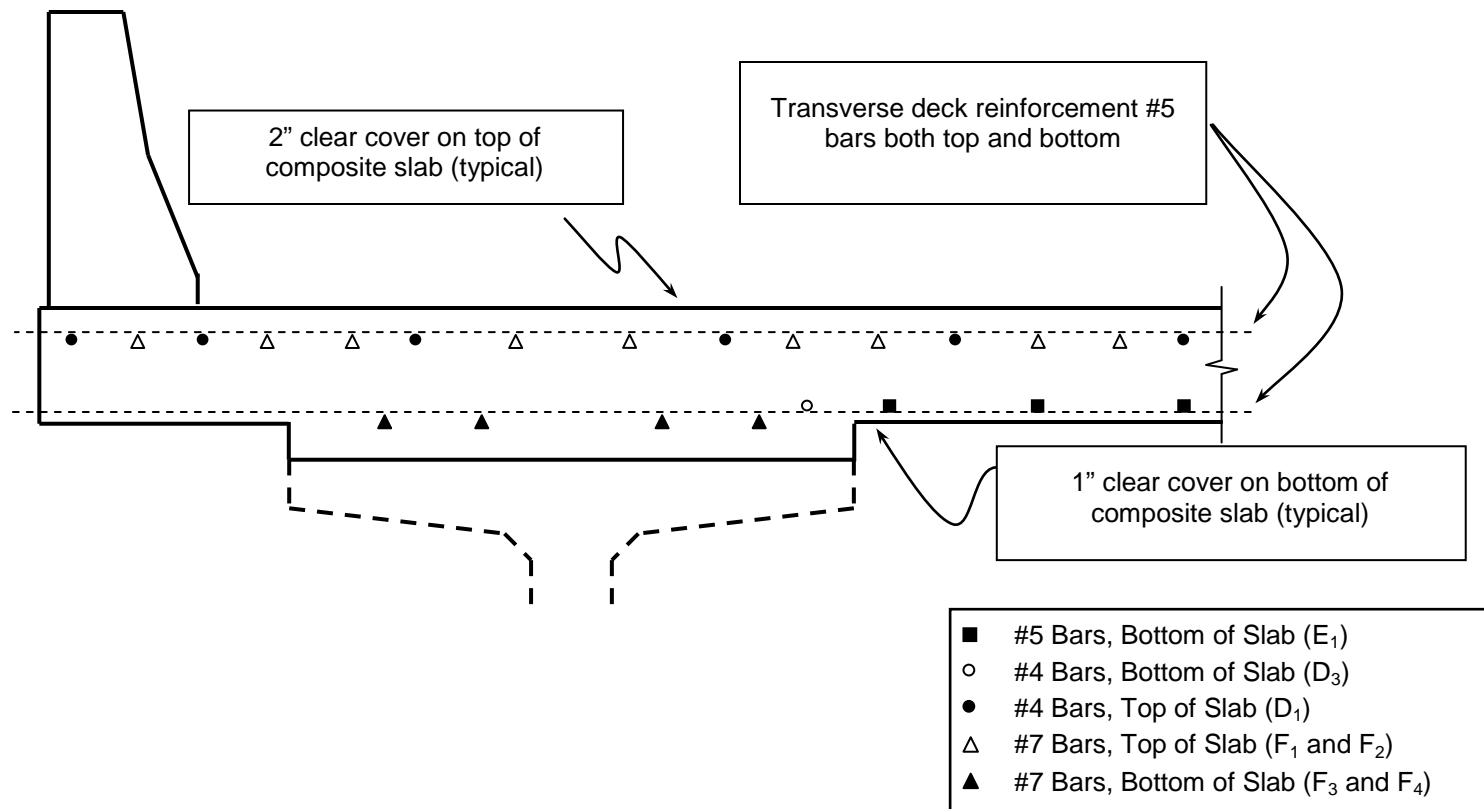 2” clear cover on top of
composite slab (typical)
Transverse deck reinforcement #5
bars both top and bottom
1” clear cover on bottom of
composite slab (typical)
#5 Bars, Bottom of Slab (E₁)
#4 Bars, Bottom of Slab (D₃)
#4 Bars, Top of Slab (D₁)
#7 Bars, Top of Slab (F₁ and F₂)
#7 Bars, Bottom of Slab (F₃ and F₄)